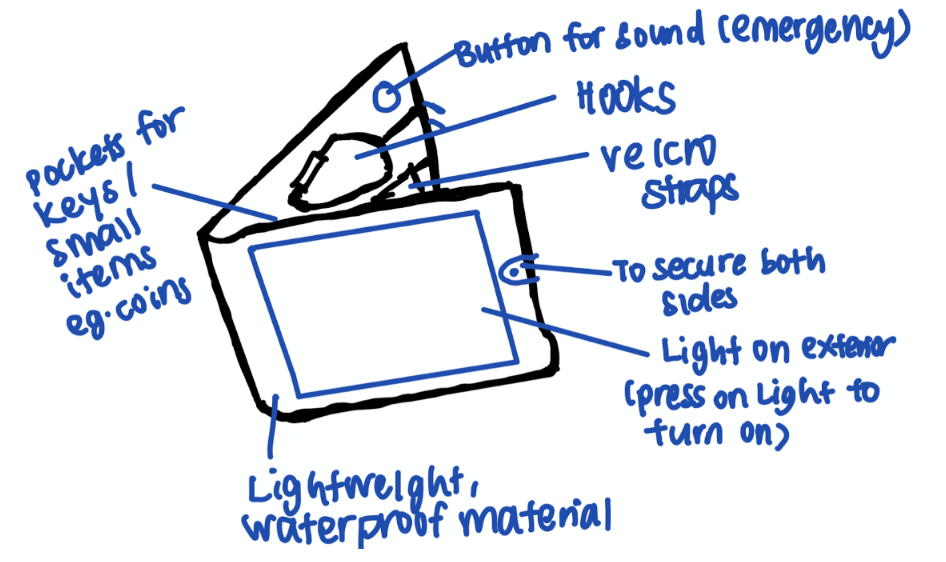 Button for sound (emergency)
Hooks
velcro
straps
pockets for
keys/
small
items
eg. coins
To secure both
sides
Light on exterior
(press on Light to
turn on)
Lightweight,
waterproof material